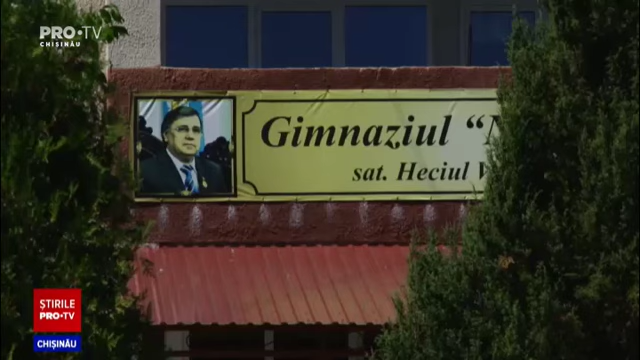 PRO•TV
CHIȘINĂU
Gimnaziul
sat. Heciul
ȘTIRILE
PRO•TV
CHIȘINĂU